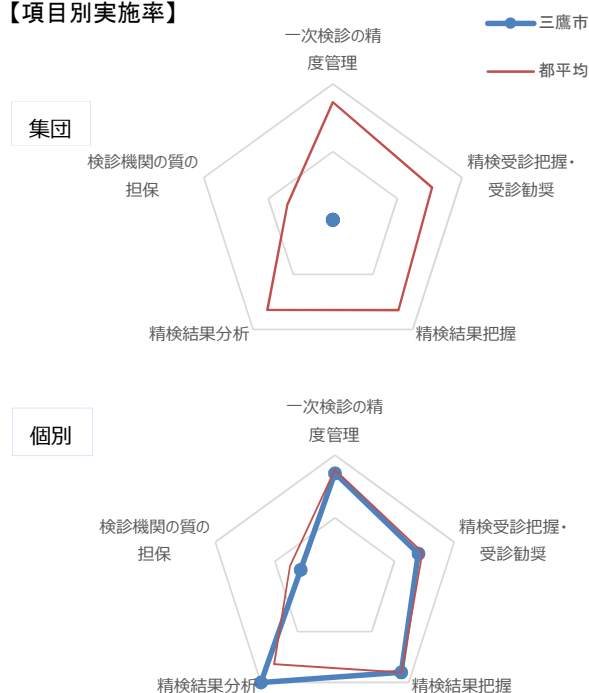 【項目別実施率】
三鷹市
都平均
集団
一次検診の精
度管理
精検受診把握・
受診勧奨
精検結果把握
精検結果分析
検診機関の質の
担保
個別
一次検診の精
度管理
精検受診把握・
受診勧奨
精検結果把握
精検結果分析
検診機関の質の
担保